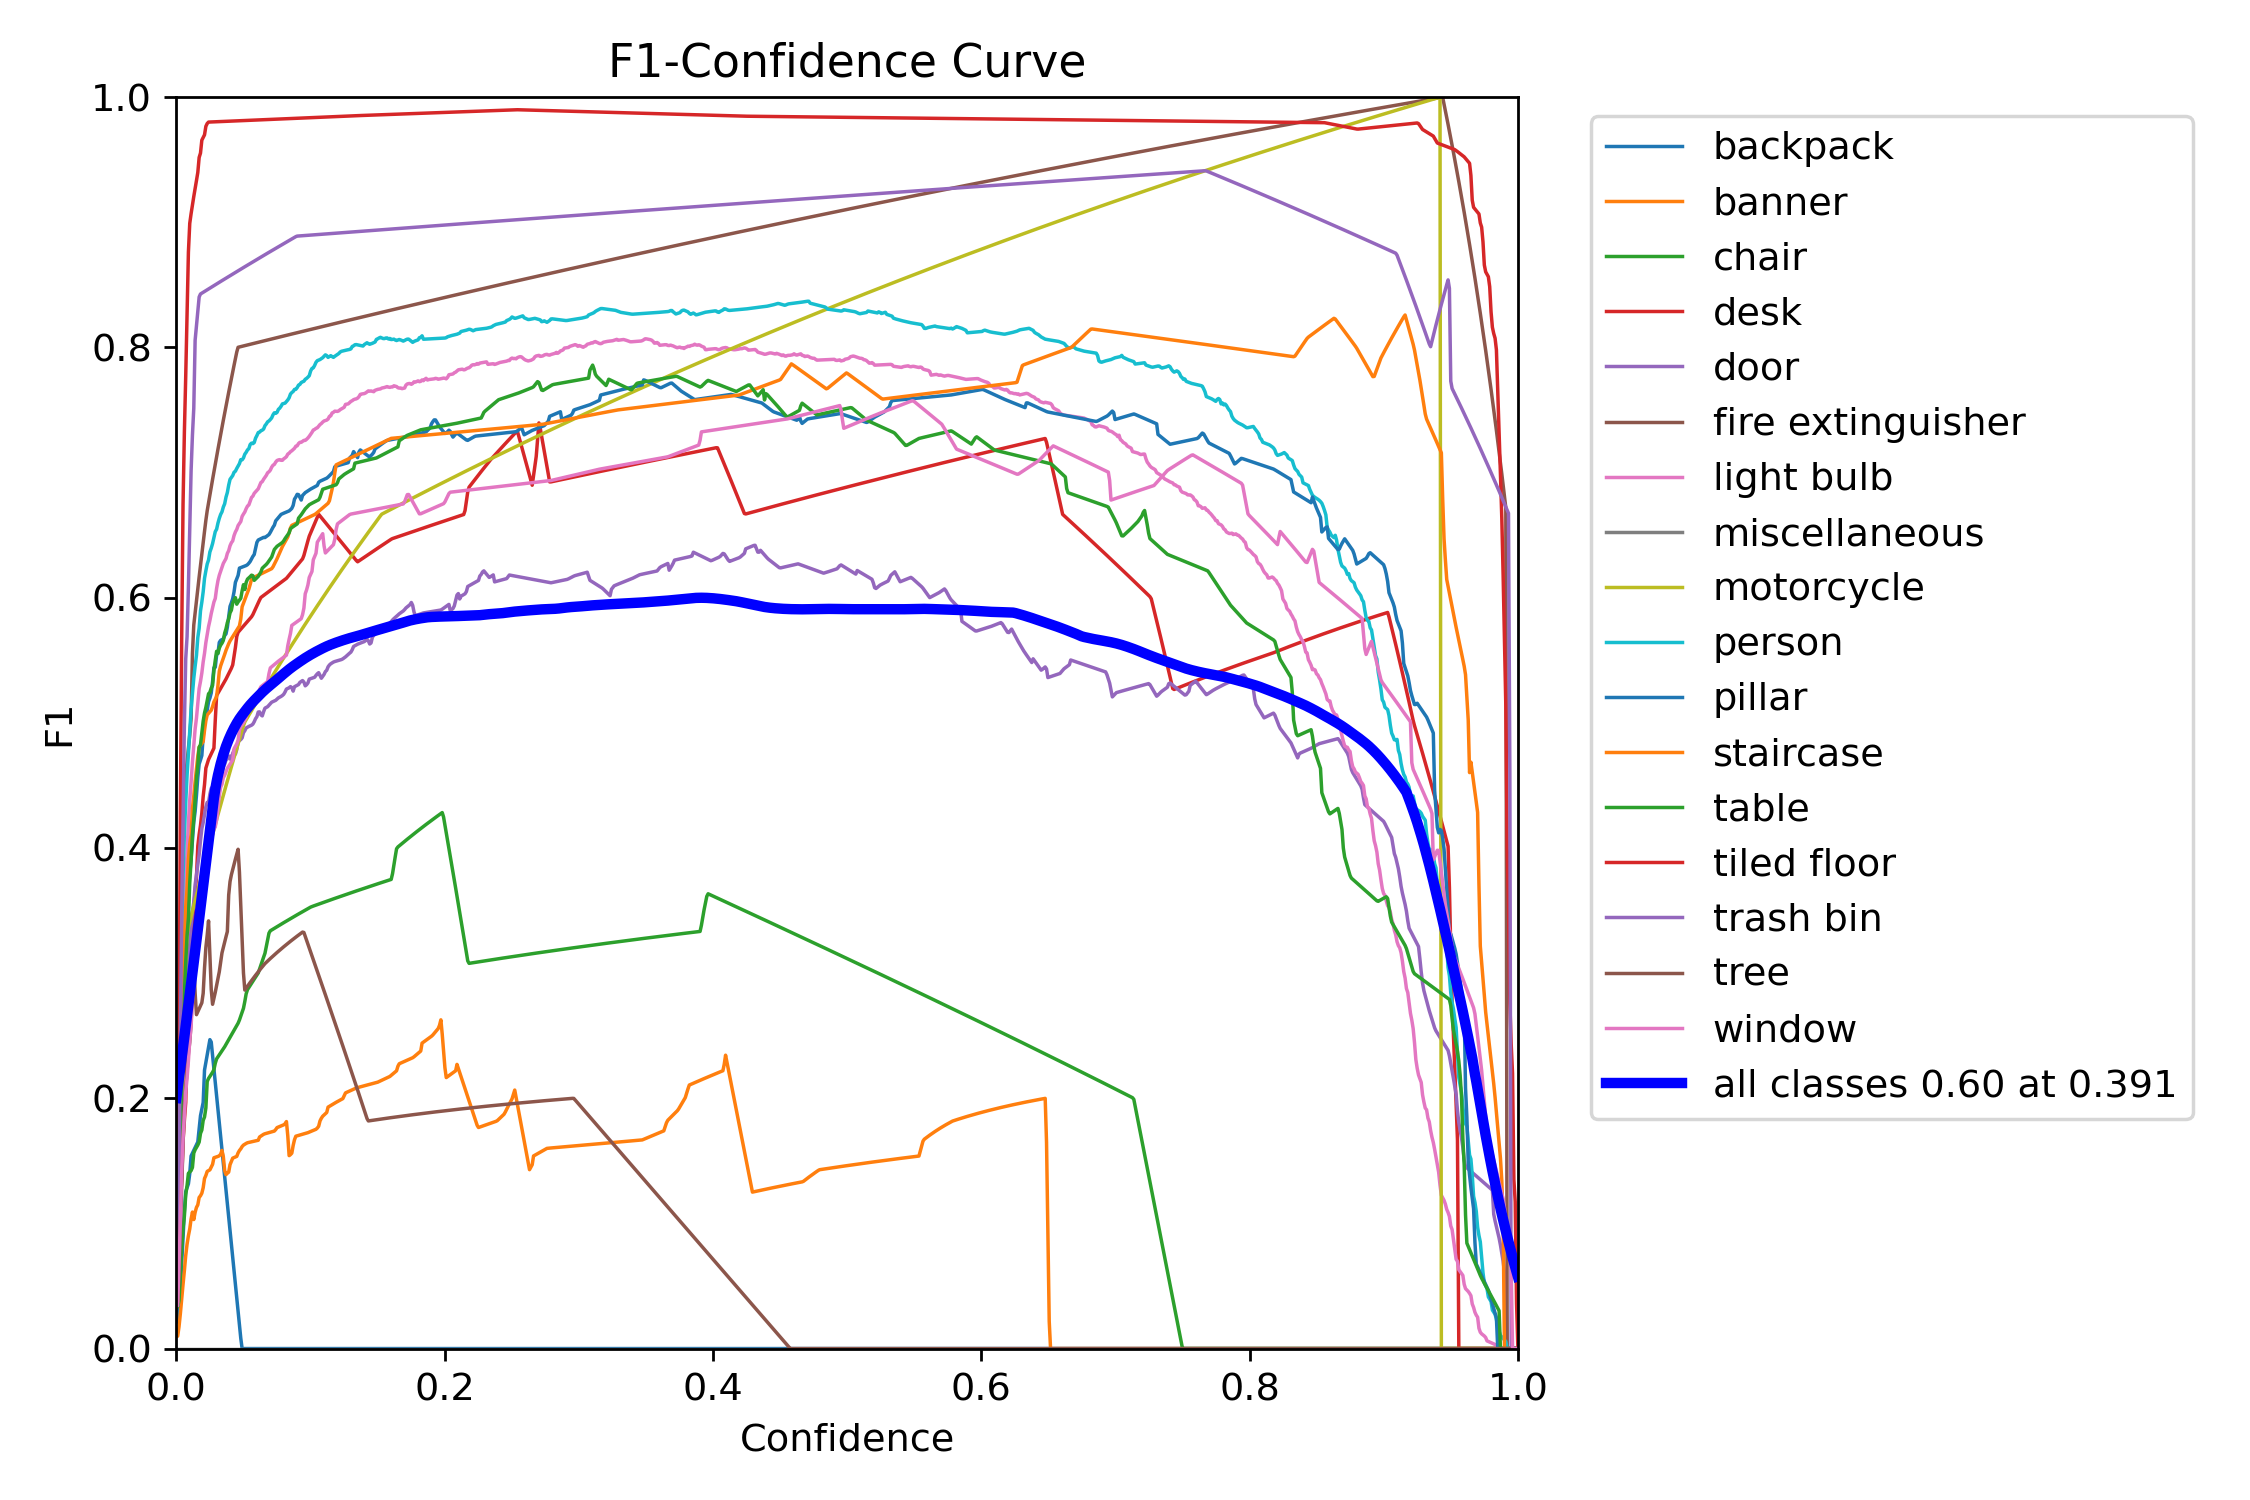 F1-Confidence Curve
F1
1.0
0.8
0.6
0.4
0.2
0.0
0.0 0.2 0.4 0.6 0.8 1.0
Confidence
backpack
banner
chair
desk
door
fire extinguisher
light bulb
miscellaneous
motorcycle
person
pillar
staircase
table
tiled floor
trash bin
tree
window
all classes 0.60 at 0.391